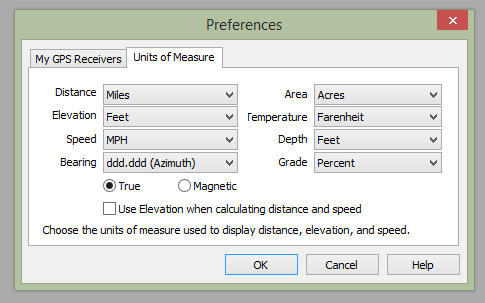 Preferences
My GPS Receivers Units of Measure
Distance Miles Area Acres
Elevation Feet Temperature Farenheit
Speed MPH Depth Feet
Bearing ddd.ddd (Azimuth) Grade Percent
True Magnetic
Use Elevation when calculating distance and speed
Choose the units of measure used to display distance, elevation, and speed.
OK Cancel Help